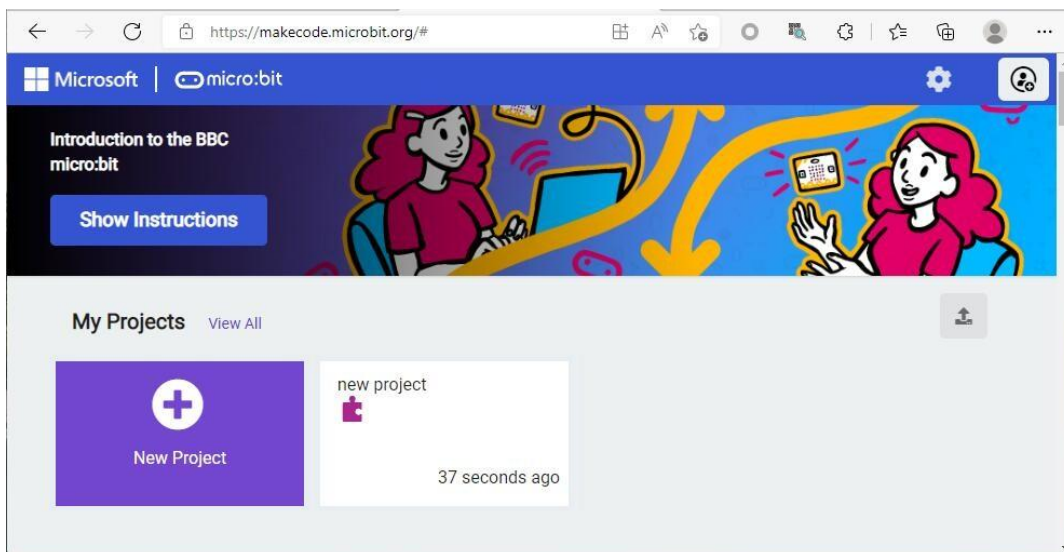 https://makecode.microbit.org/#
Microsoft | micro:bit
Introduction to the BBC
micro:bit
Show Instructions
My Projects View All
New Project
new project
37 seconds ago